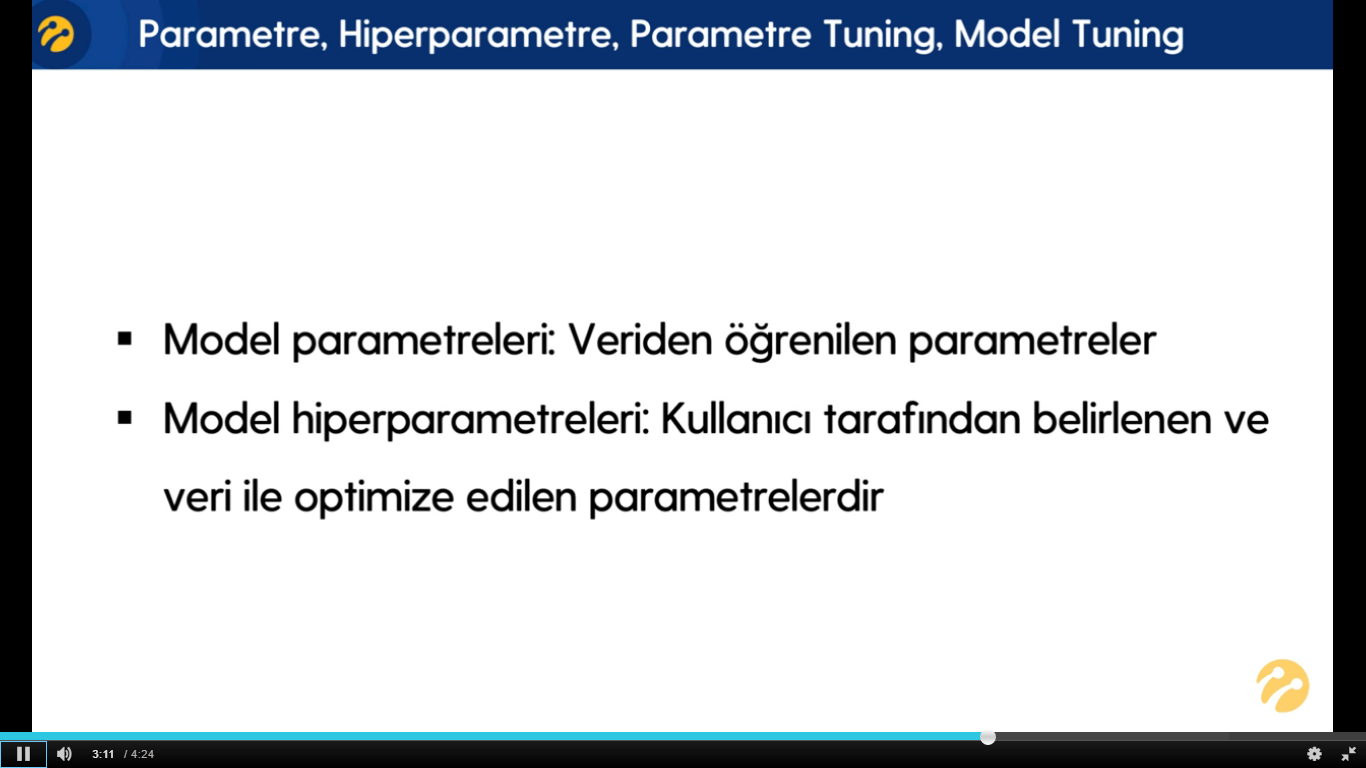 Parametre, Hiperparametre, Parametre Tuning, Model Tuning
▪ Model parametreleri: Veriden öğrenilen parametreler
▪ Model hiperparametreleri: Kullanıcı tarafından belirlenen ve
veri ile optimize edilen parametrelerdir
3:11 / 4:24